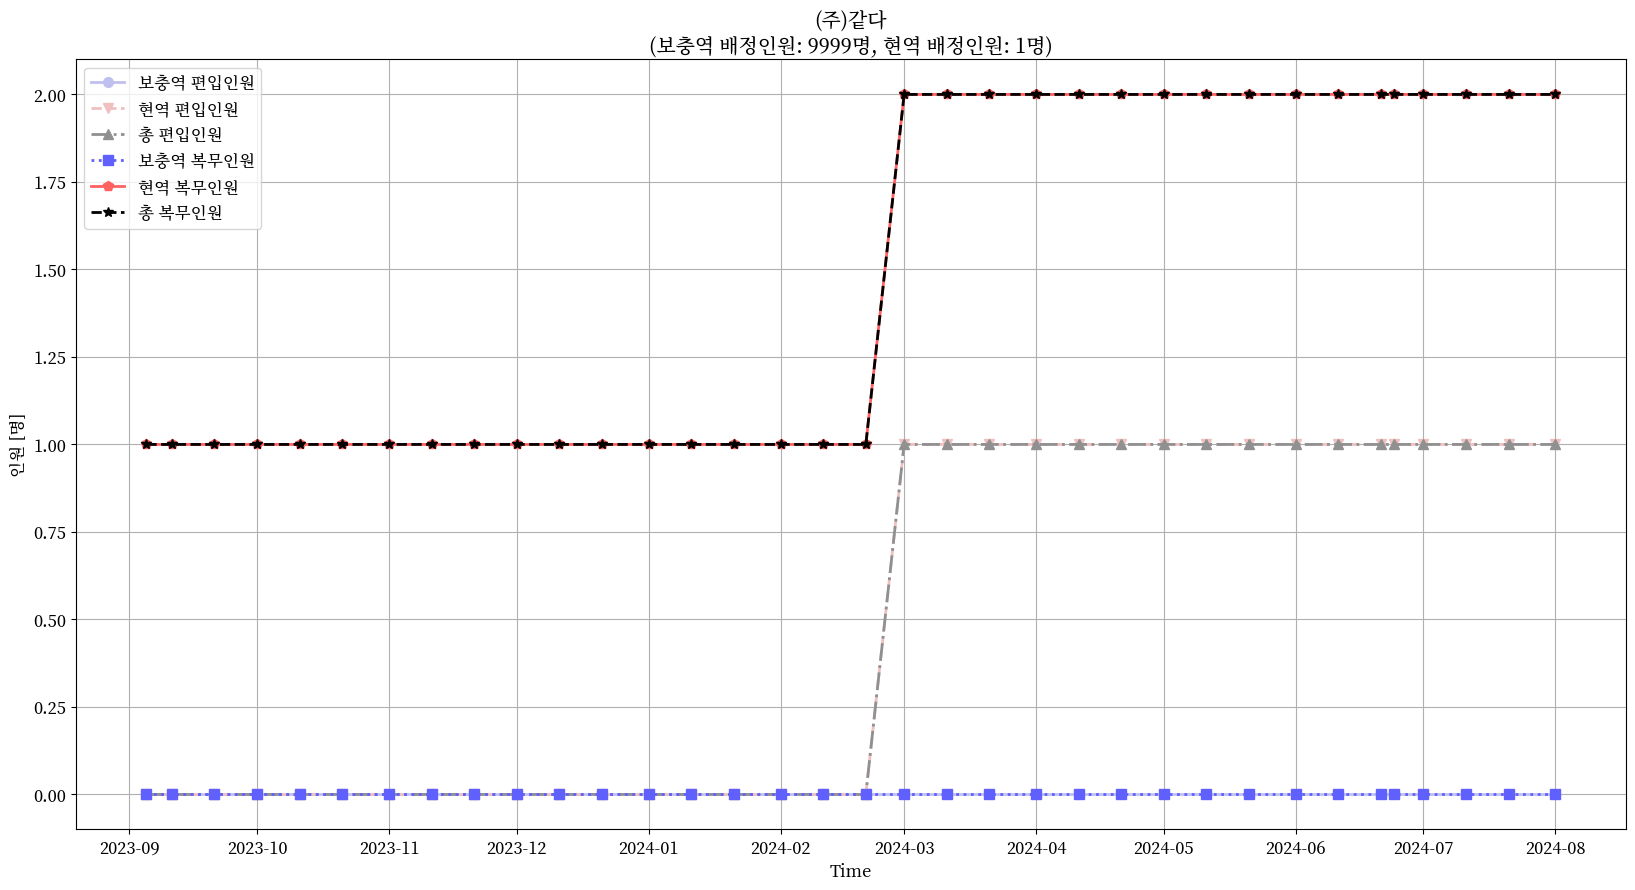 (주)같다
(보충역 배정인원: 9999명, 현역 배정인원: 1명)
보충역 편입인원
현역 편입인원
총 편입인원
보충역 복무인원
현역 복무인원
총 복무인원
2.00
1.75
1.50
1.25
1.00
0.75
0.50
0.25
0.00
인원 [명]
2023-09 2023-10 2023-11 2023-12 2024-01 2024-02 2024-03 2024-04 2024-05 2024-06 2024-07 2024-08
Time